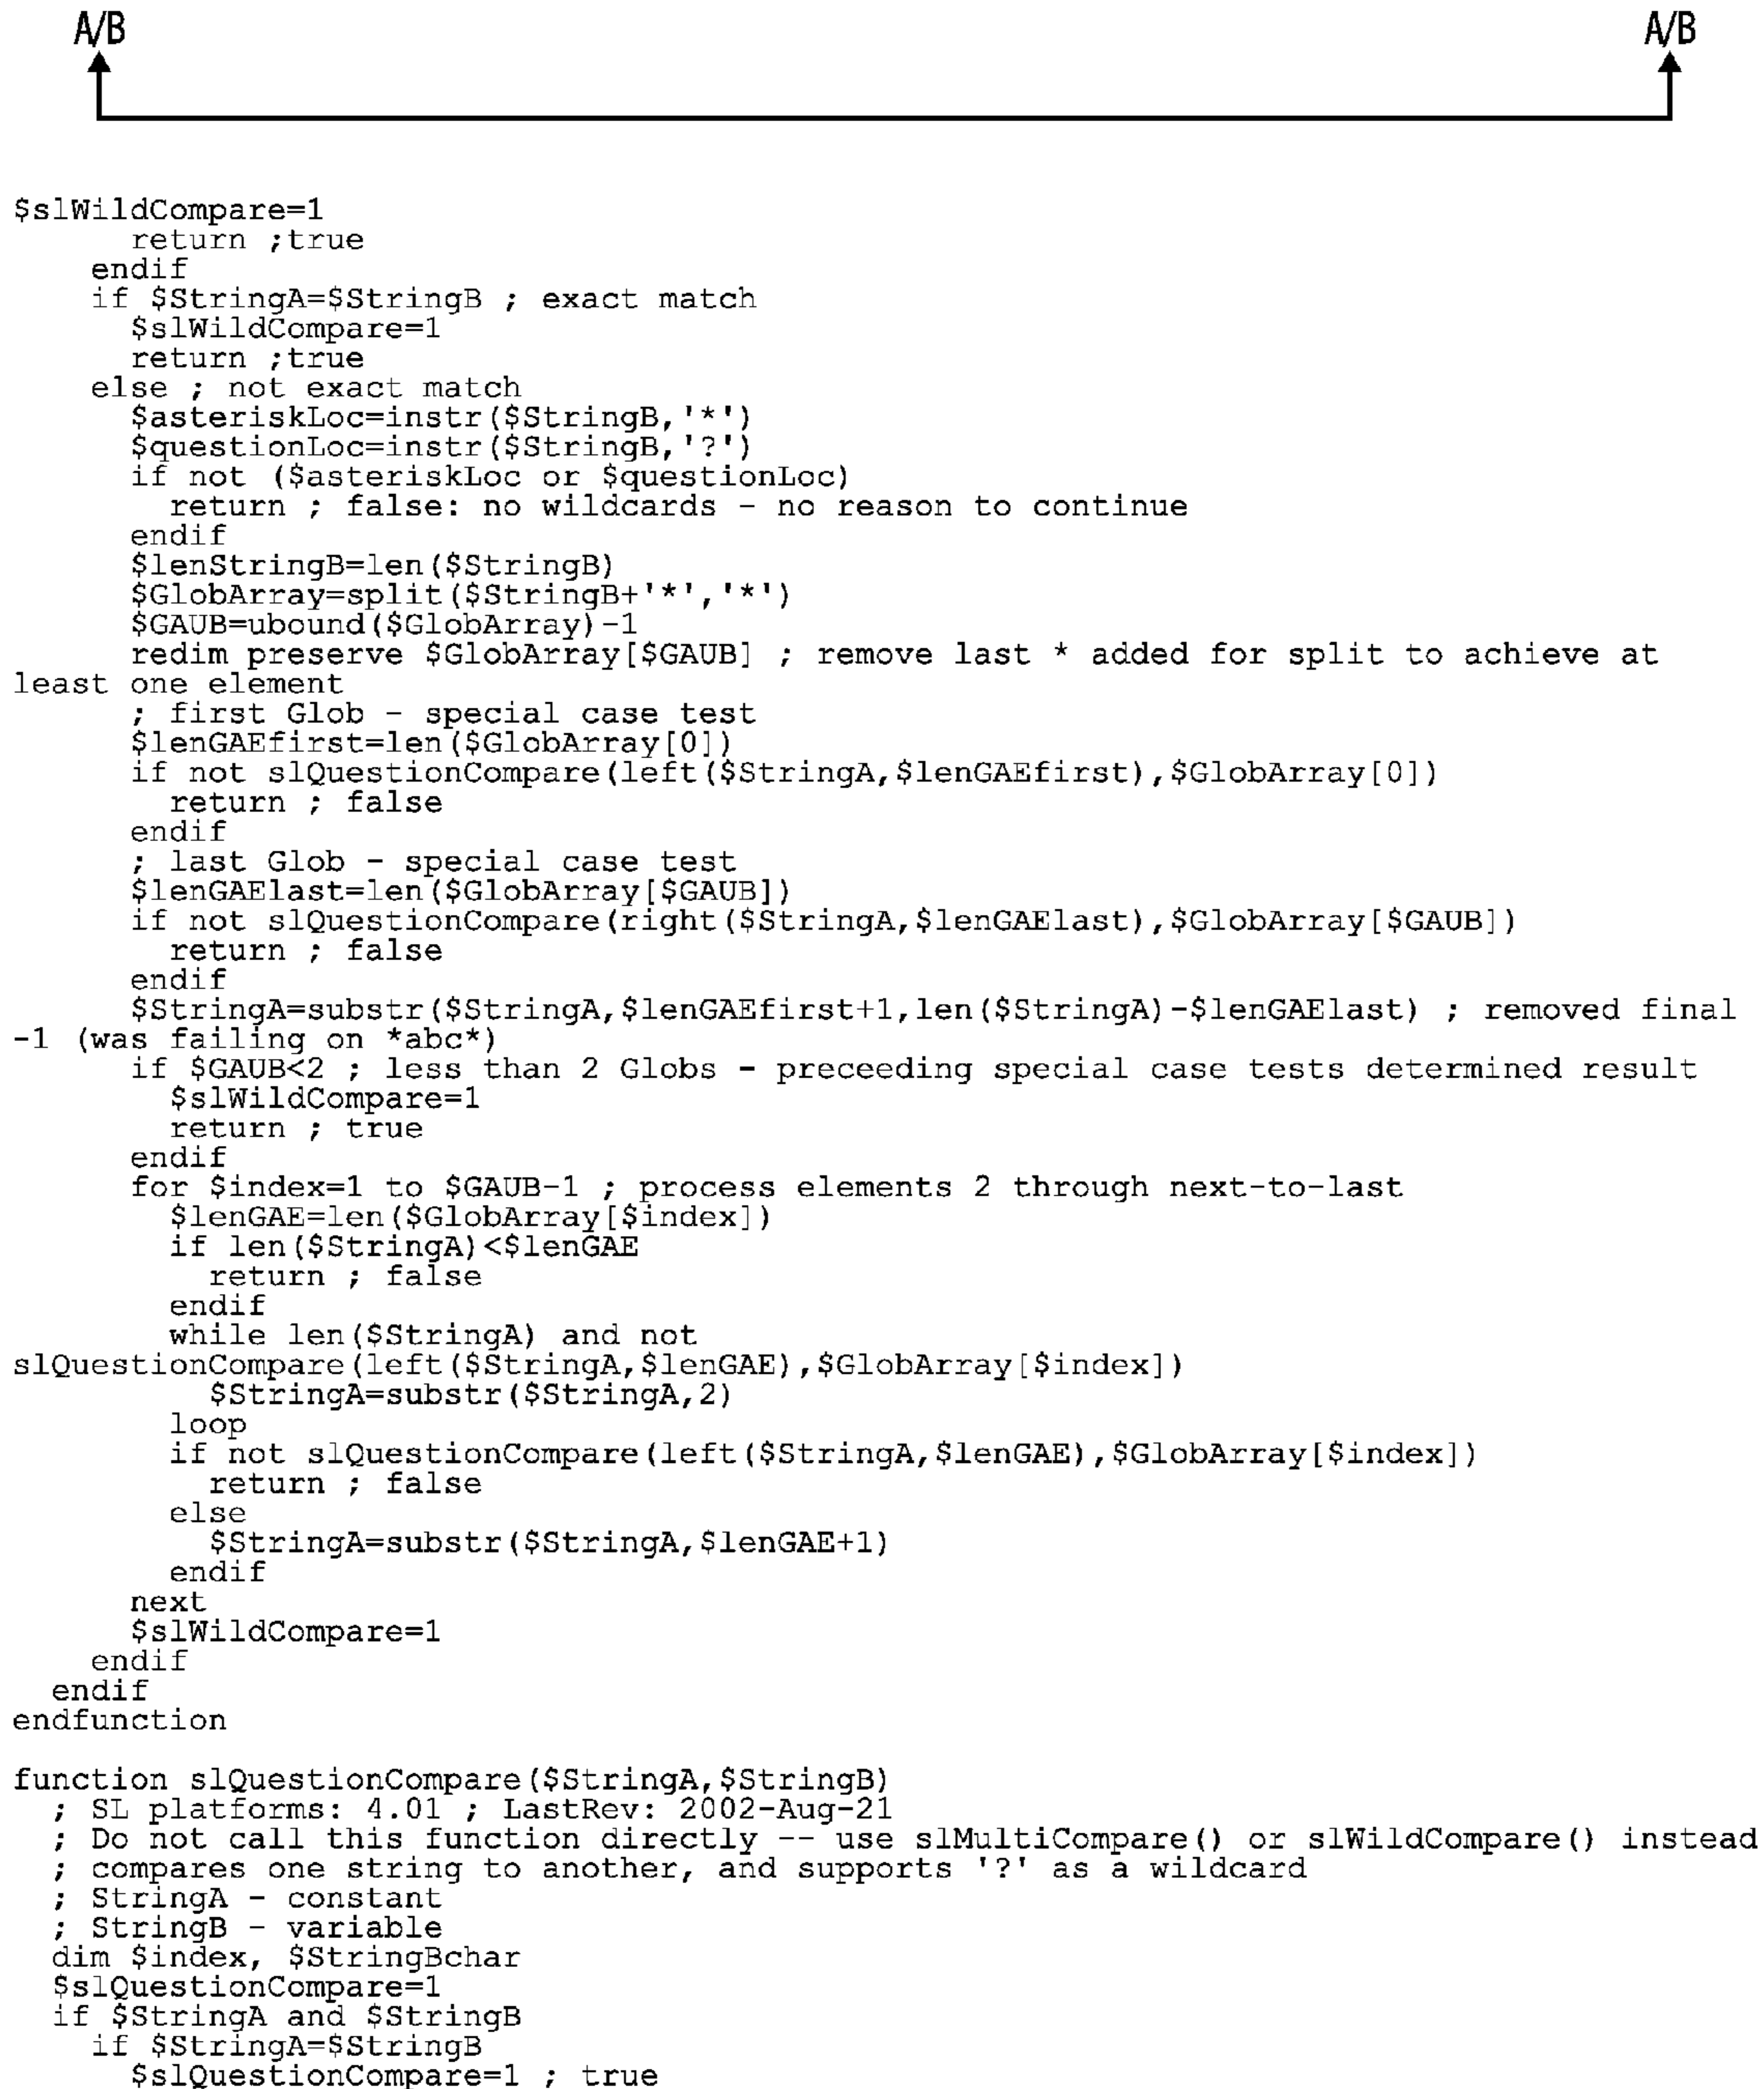 A/B A/B
$slWildCompare=1
      return ;true
    endif
    if $StringA=$StringB ; exact match
      $slWildCompare=1
      return ;true
    else ; not exact match
      $asteriskLoc=instr($StringB,'*')
      $questionLoc=instr($StringB,'?')
      if not ($asteriskLoc or $questionLoc)
        return ; false: no wildcards - no reason to continue
      endif
      $lenStringB=len($StringB)
      $GlobArray=split($StringB+'*','*')
      $GAUB=ubound($GlobArray)-1
      redim preserve $GlobArray[$GAUB] ; remove last * added for split to achieve at
least one element
      ; first Glob - special case test
      $lenGAEfirst=len($GlobArray[0])
      if not slQuestionCompare(left($StringA,$lenGAEfirst),$GlobArray[0])
        return ; false
      endif
      ; last Glob - special case test
      $lenGAElast=len($GlobArray[$GAUB])
      if not slQuestionCompare(right($StringA,$lenGAElast),$GlobArray[$GAUB])
        return ; false
      endif
      $StringA=substr($StringA,$lenGAEfirst+1,len($StringA)-$lenGAElast) ; removed final
-1 (was failing on *abc*)
      if $GAUB<2 ; less than 2 Globs - preceeding special case tests determined result
        $slWildCompare=1
        return ; true
      endif
      for $index=1 to $GAUB-1 ; process elements 2 through next-to-last
        $lenGAE=len($GlobArray[$index])
        if len($StringA)<$lenGAE
          return ; false
        endif
        while len($StringA) and not
slQuestionCompare(left($StringA,$lenGAE),$GlobArray[$index])
          $StringA=substr($StringA,2)
        loop
        if not slQuestionCompare(left($StringA,$lenGAE),$GlobArray[$index])
          return ; false
        else
          $StringA=substr($StringA,$lenGAE+1)
        endif
      next
      $slWildCompare=1
    endif
  endif
endfunction

function slQuestionCompare($StringA,$StringB)
  ; SL platforms: 4.01 ; LastRev: 2002-Aug-21
  ; Do not call this function directly -- use slMultiCompare() or slWildCompare() instead
  ; compares one string to another, and supports '?' as a wildcard
  ; StringA - constant
  ; StringB - variable
  dim $index, $StringBchar
  $slQuestionCompare=1
  if $StringA and $StringB
    if $StringA=$StringB
      $slQuestionCompare=1 ; true